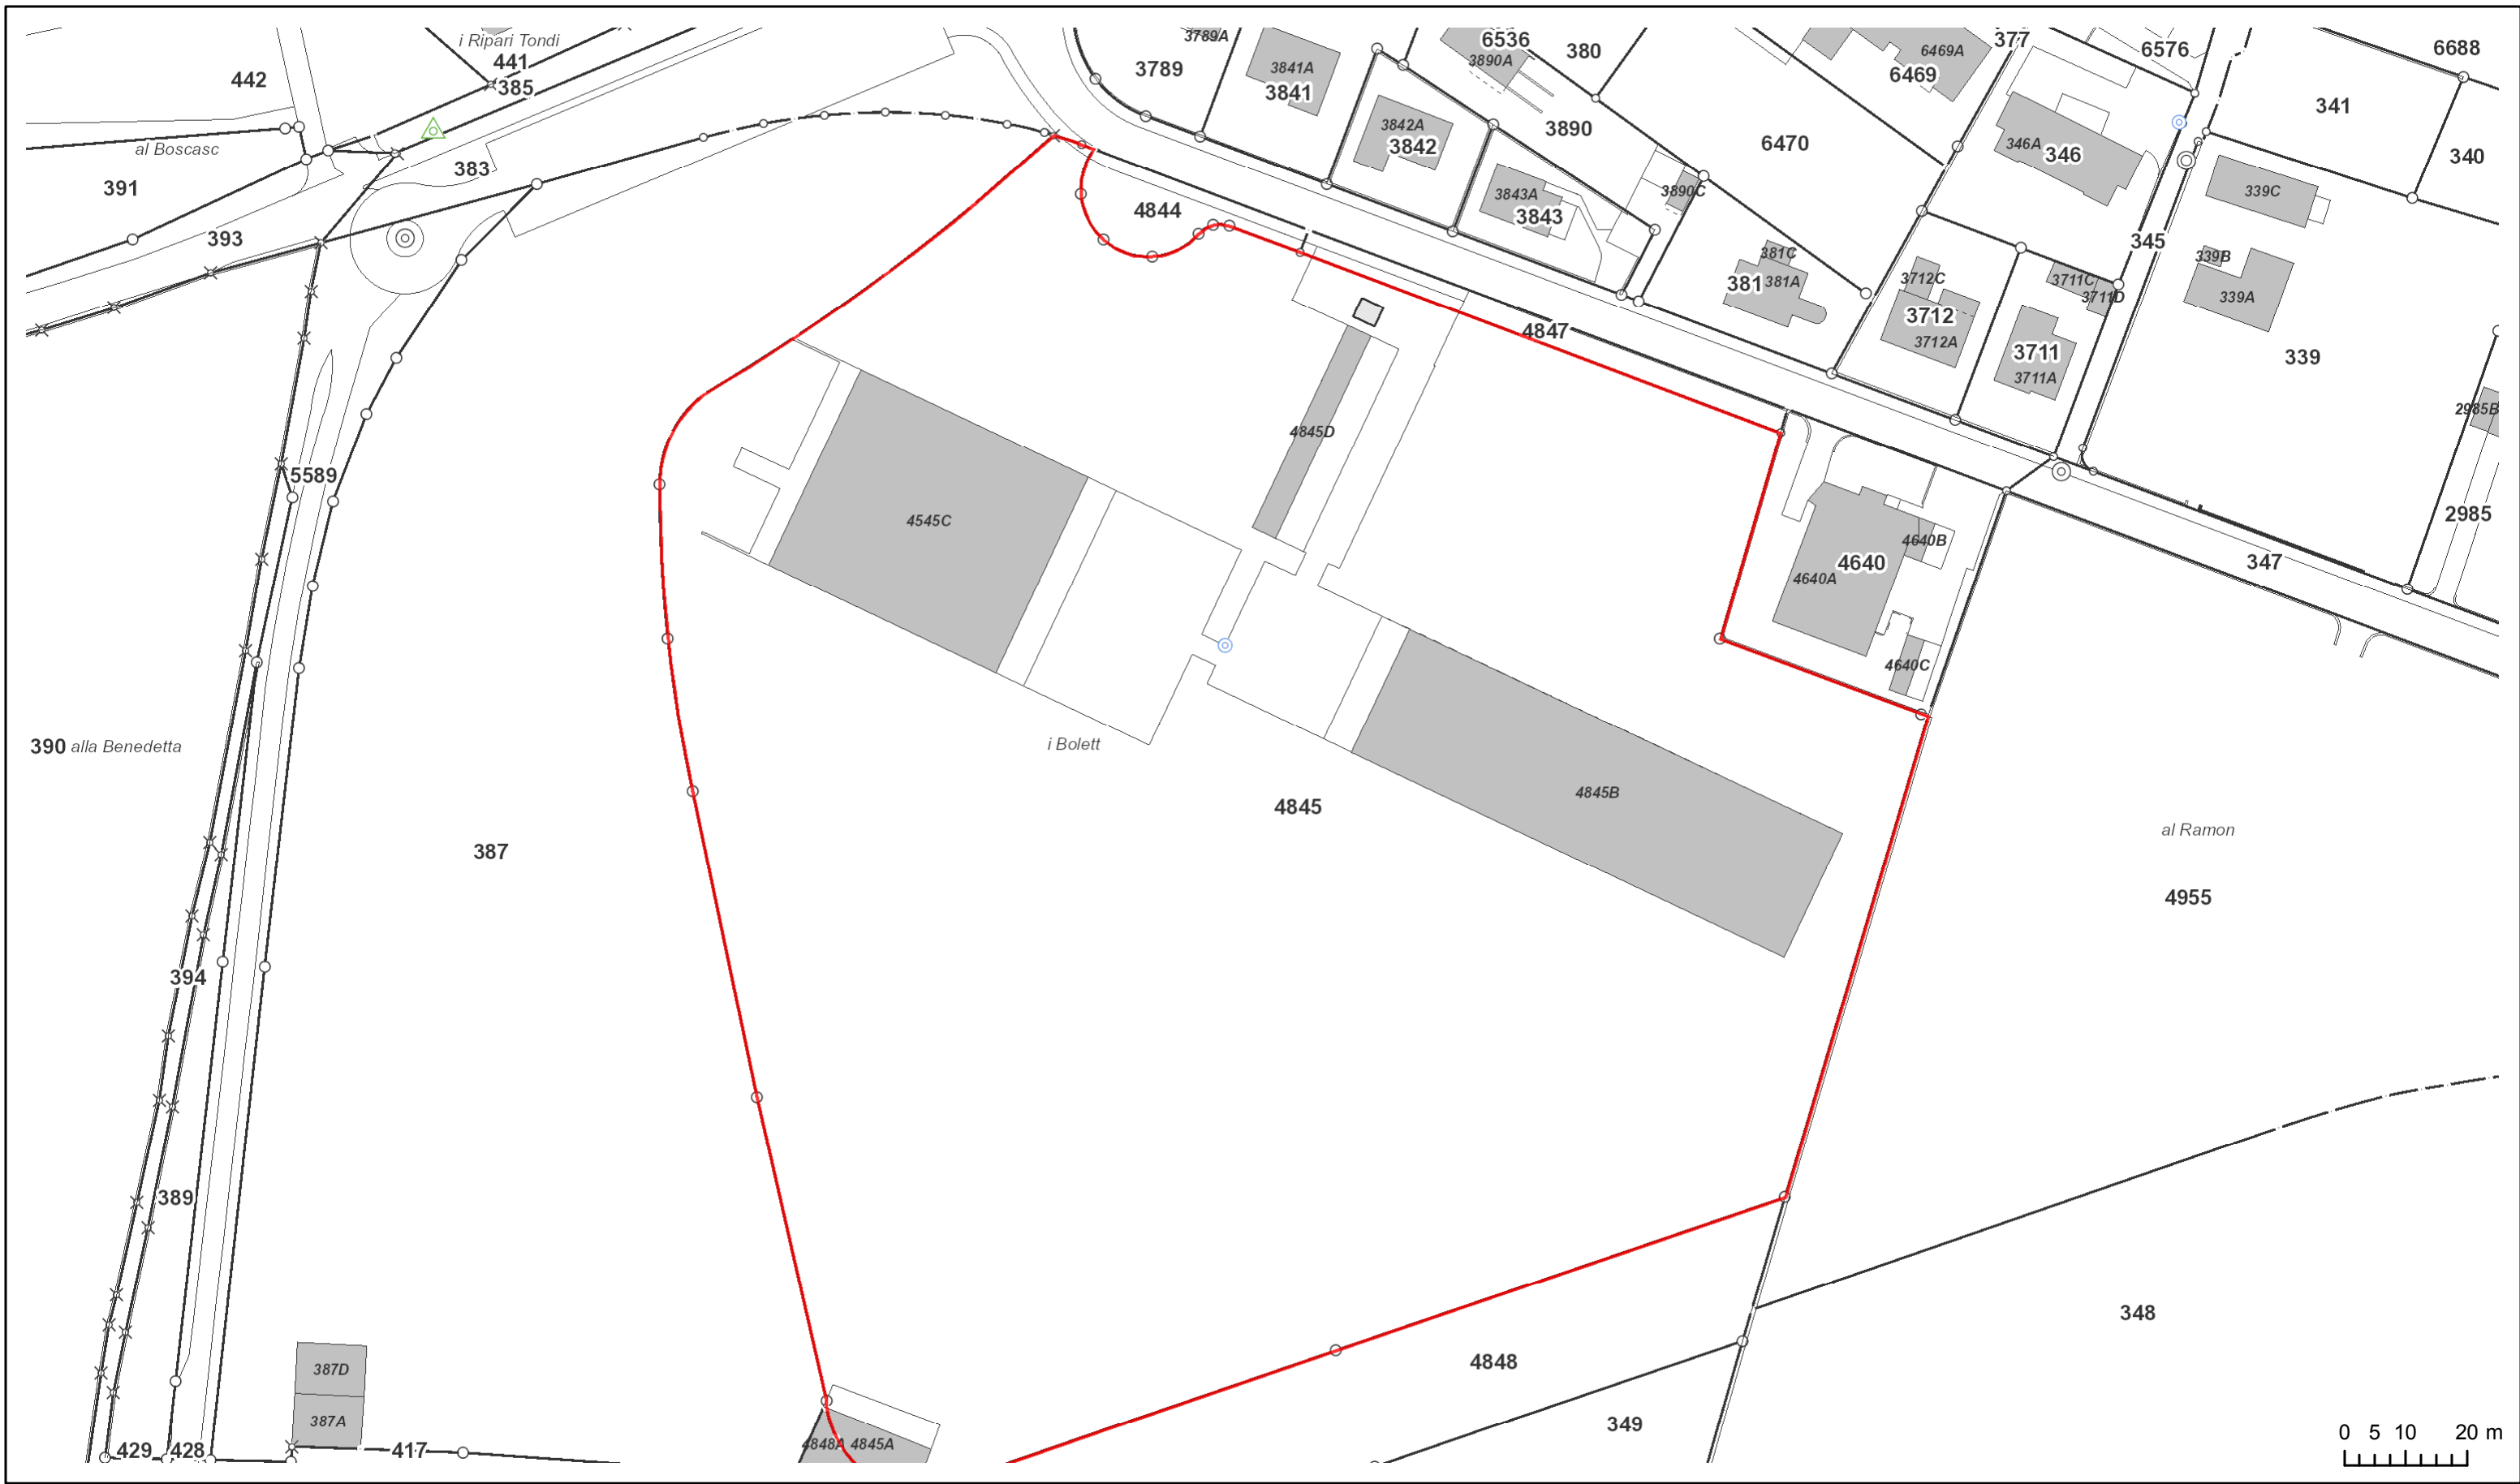 i Ripari Tondi
3789A
6536
380
377
6576
6688
442
441
385
3789
3841A
3841
3890A
6469A
6469
341
al Boscasc
391
383
3842A
3842
3890
6470
346A
346
340
393
4844
3843A
3843
3890C
339C
345
381C
381
381A
3712C
3712
3712A
3711C
3711D
3711
3711A
339B
339A
339
4847
2985B
5589
4845D
4545C
2985
4640B
4640
4640A
347
4640C
390
alla Benedetta
i Bolett
4845B
4845
al Ramon
387
4955
394
389
348
4848
387D
387A
349
429
428
417
4848A
4845A
0 5 10 20 m